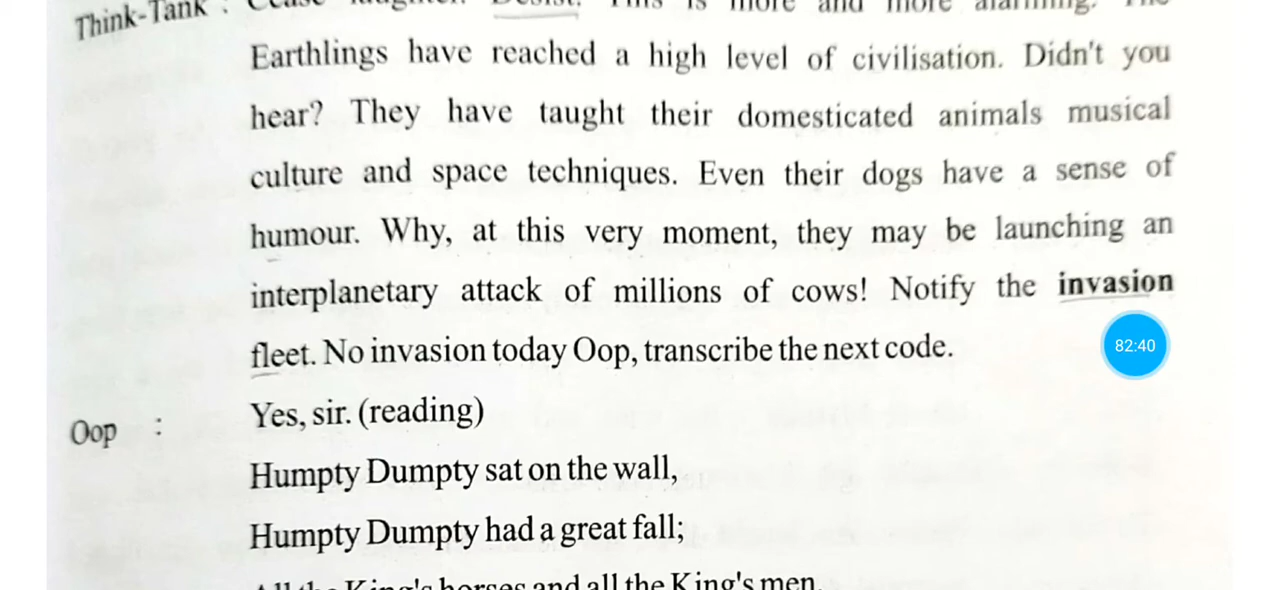 Think-Tank : Cease laughter. Desist. This is more and more alarming. The
Earthlings have reached a high level of civilisation. Didn't you
hear? They have taught their domesticated animals musical
culture and space techniques. Even their dogs have a sense of
humour. Why, at this very moment, they may be launching an
interplanetary attack of millions of cows! Notify the invasion
fleet. No invasion today Oop, transcribe the next code.
82:40
Oop : Yes, sir. (reading)
Humpty Dumpty sat on the wall,
Humpty Dumpty had a great fall;
All the King's horses and all the King's men,